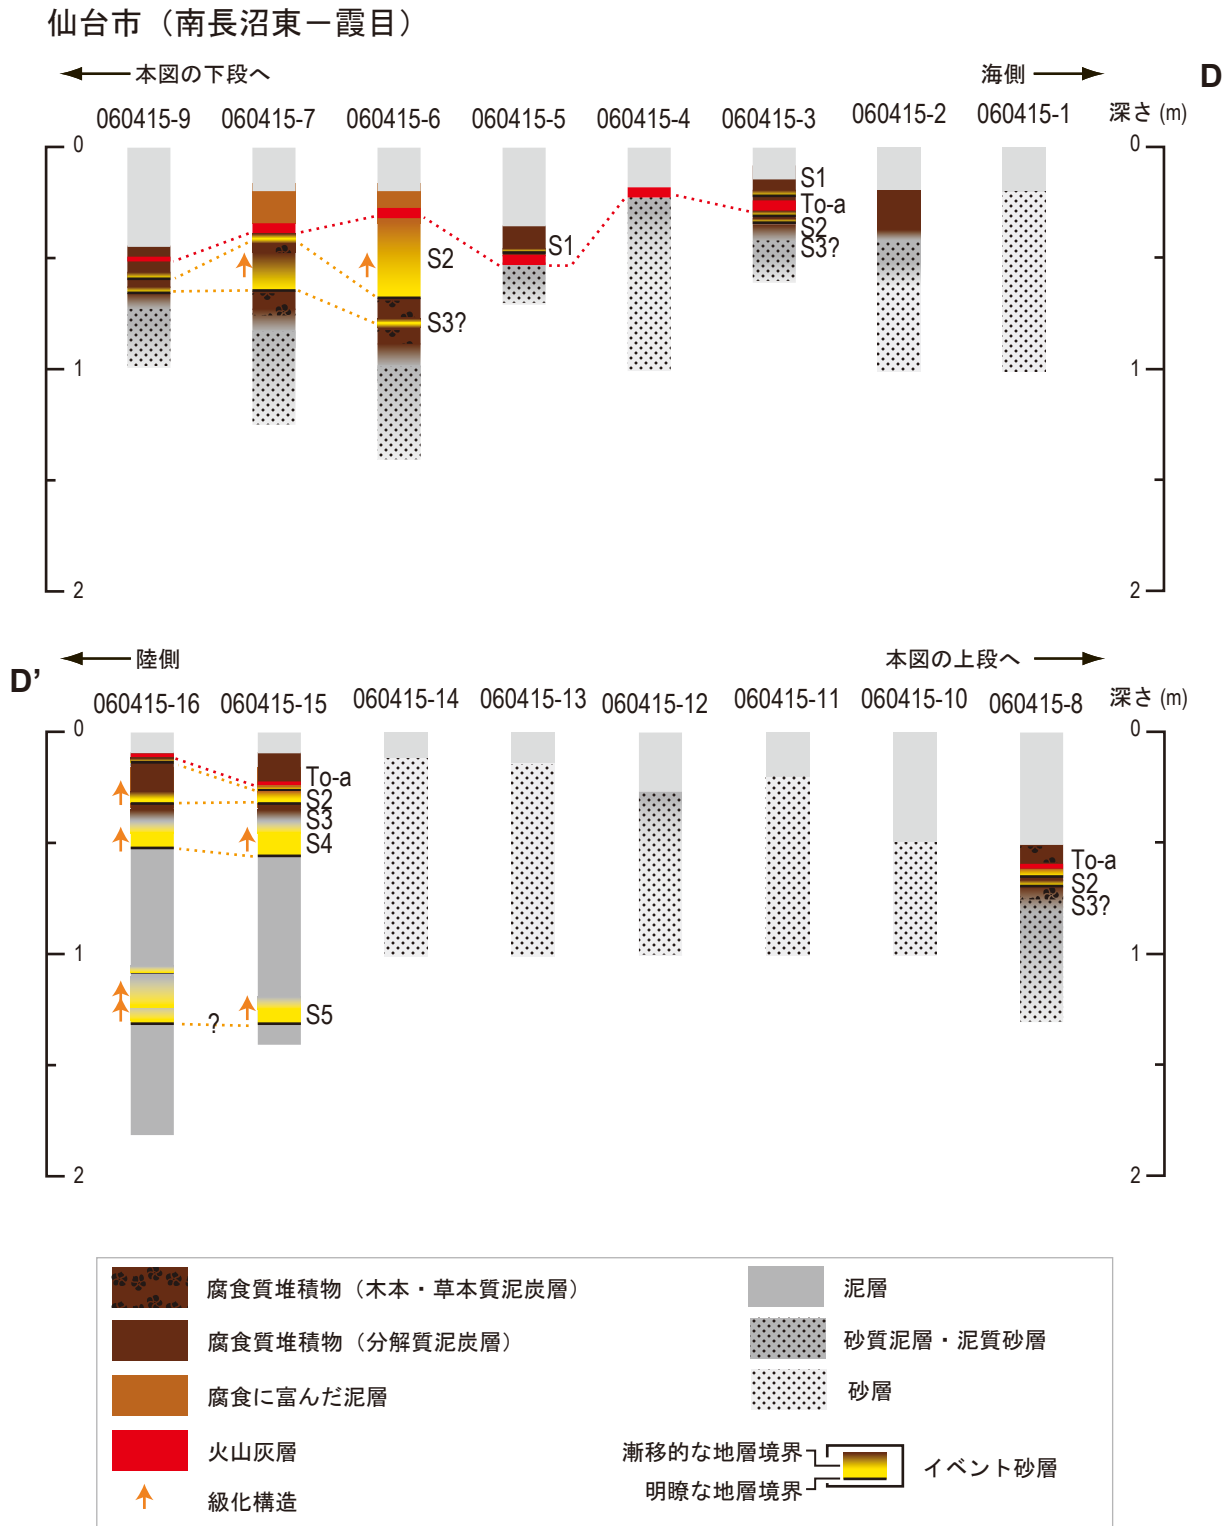 仙台市（南長沼東ー霞目）
本図の下段へ
海側
D
060415-9 060415-7 060415-6 060415-5 060415-4 060415-3 060415-2 060415-1 深さ (m)
0
0
S1
To-a
S2
S1
S2
S3?
S3?
1
1
2
2
陸側
本図の上段へ
D’
060415-16 060415-15 060415-14 060415-13 060415-12 060415-11 060415-10 060415-8 深さ (m)
0
0
To-a
S2
S3
S4
To-a
S2
S3?
1
1
S5
?
2
2
腐食質堆積物（木本・草本質泥炭層）
泥層
腐食質堆積物（分解質泥炭層）
砂質泥層・泥質砂層
腐食に富んだ泥層
砂層
火山灰層
漸移的な地層境界
イベント砂層
明瞭な地層境界
級化構造